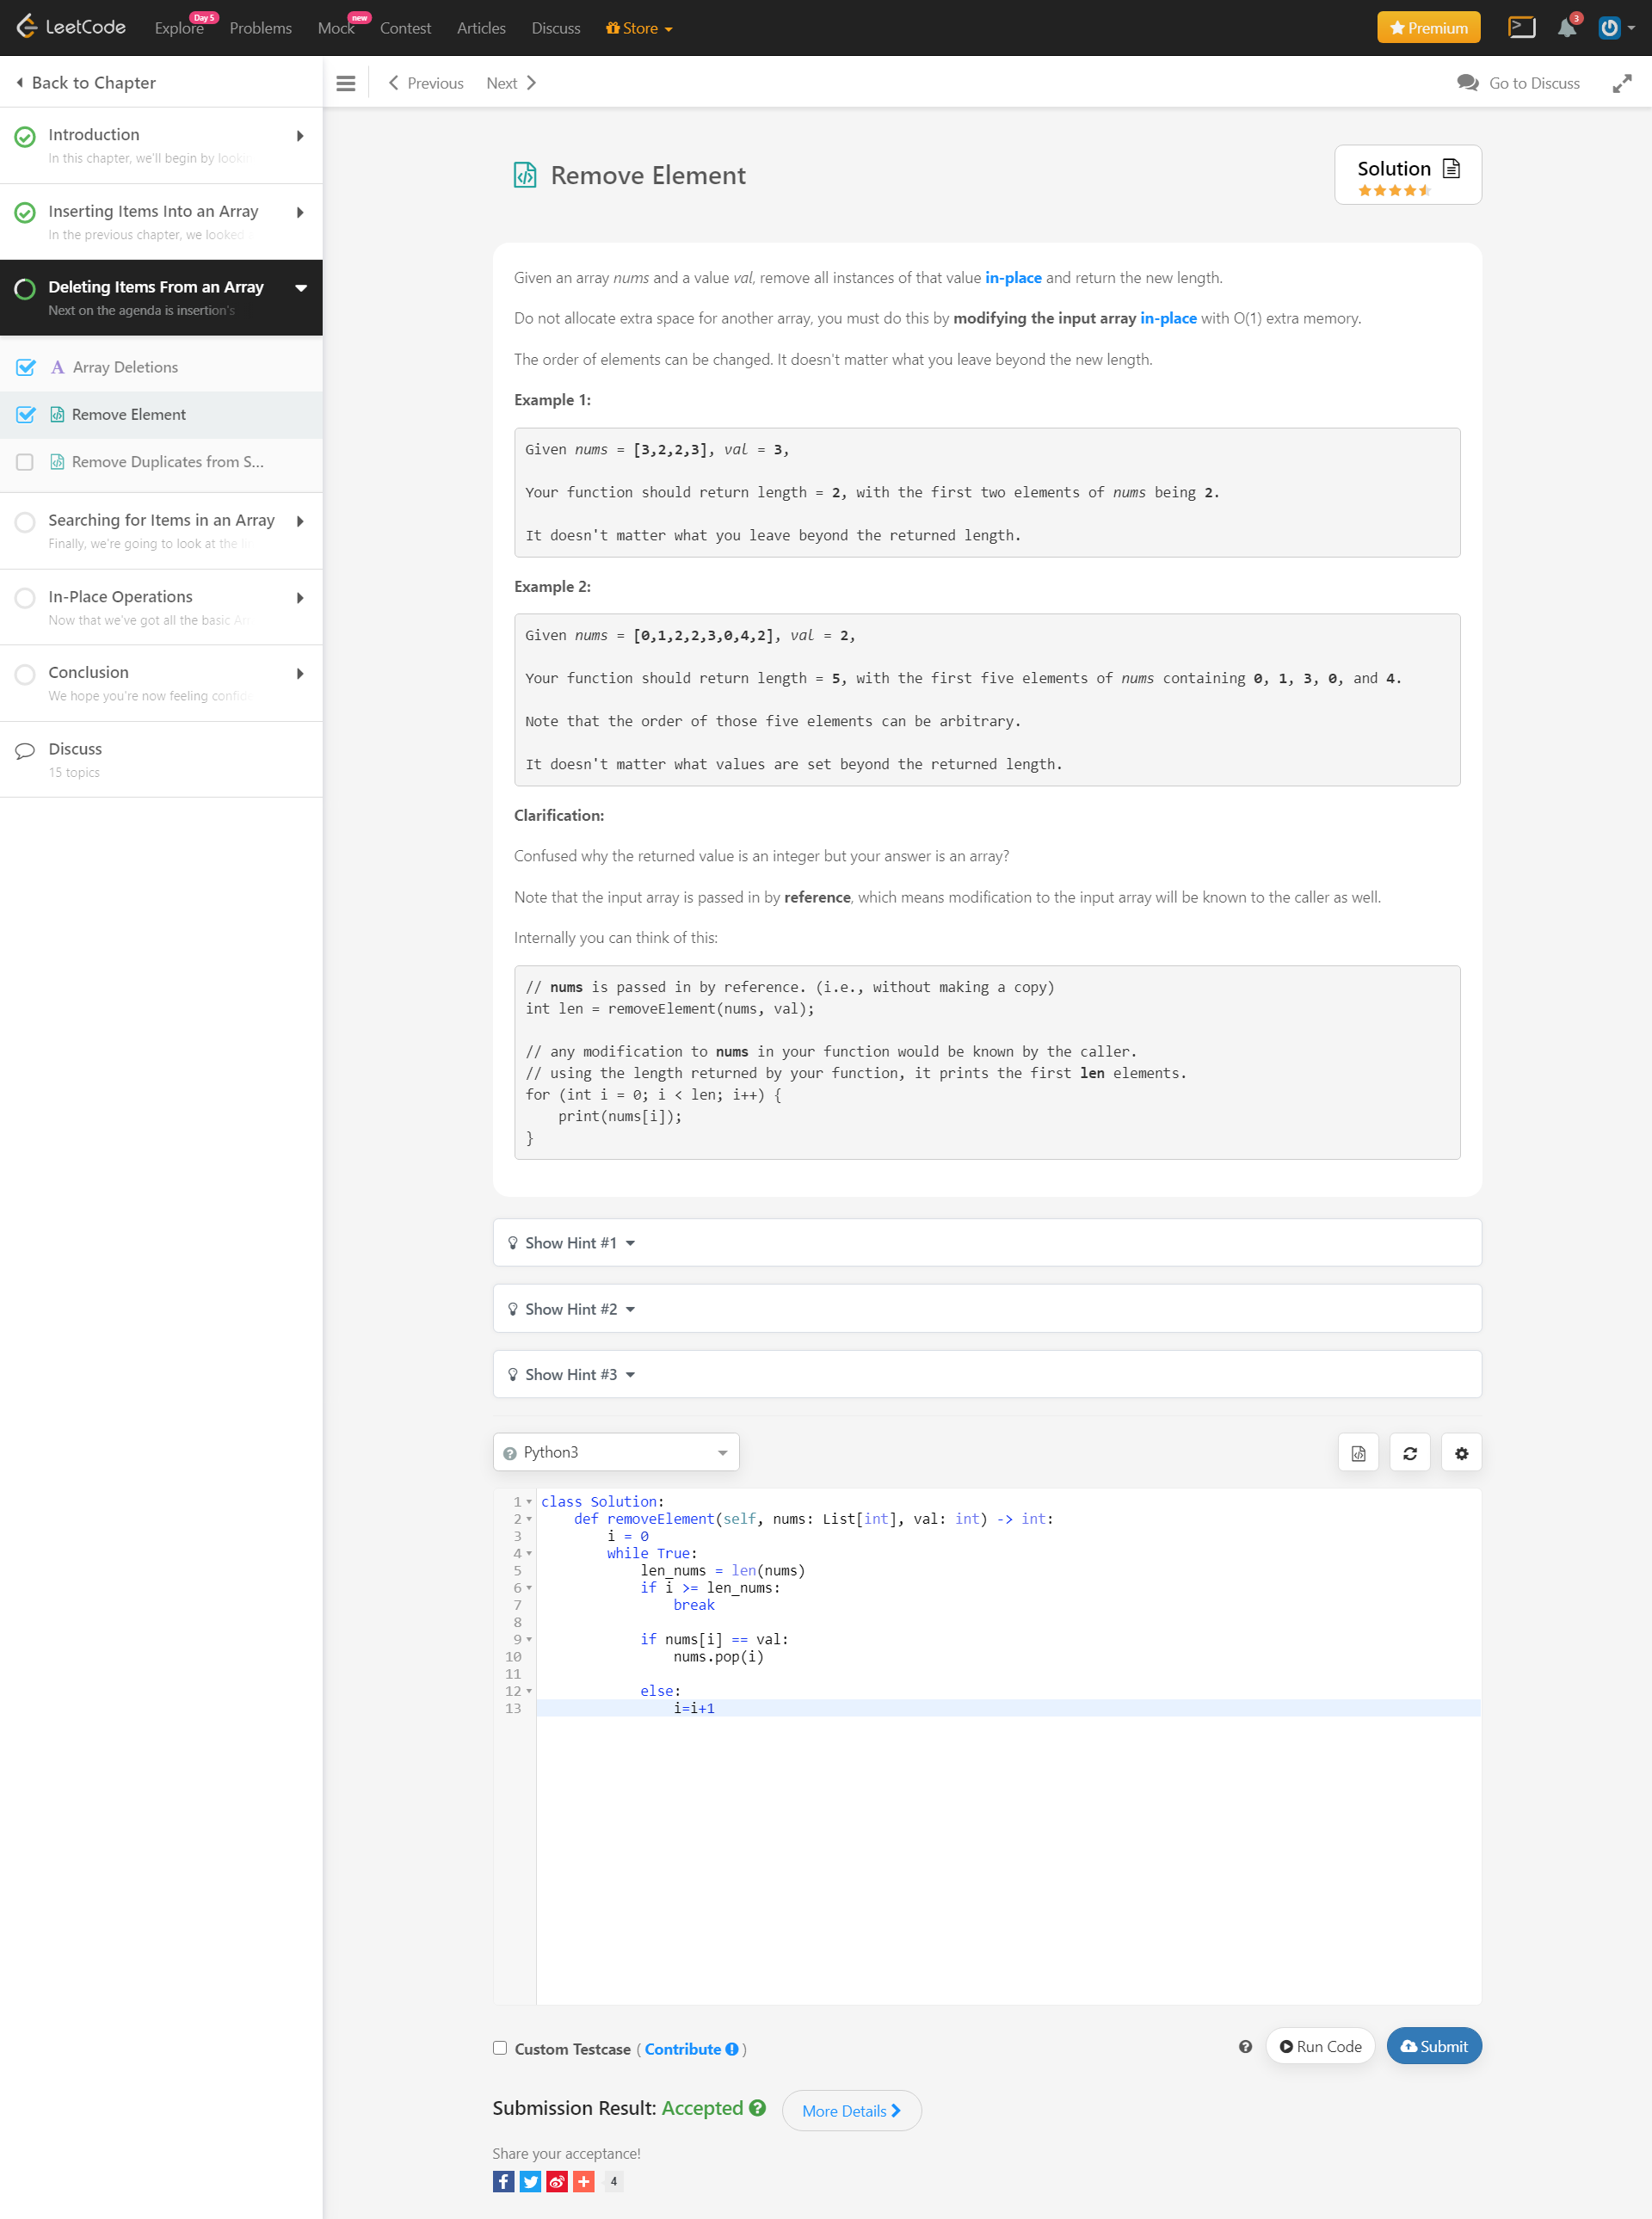 LeetCode
Explore Day 5 Problems Mock new Contest Articles Discuss Store
Premium 3
Back to Chapter
Previous Next Go to Discuss
Introduction
In this chapter, we'll begin by lookin
Inserting Items Into an Array
In the previous chapter, we looked
Deleting Items From an Array
Next on the agenda is insertion's
A Array Deletions
Remove Element
Remove Duplicates from S...
Searching for Items in an Array
Finally, we're going to look at the
In-Place Operations
Now that we've got all the basic Arr
Conclusion
We hope you're now feeling confide
Discuss
15 topics
Remove Element
Solution
Given an array nums and a value val, remove all instances of that value in-place and return the new length.
Do not allocate extra space for another array, you must do this by modifying the input array in-place with O(1) extra memory.
The order of elements can be changed. It doesn't matter what you leave beyond the new length.
Example 1:
Given nums = [3,2,2,3], val = 3,
Your function should return length = 2, with the first two elements of nums being 2.
It doesn't matter what you leave beyond the returned length.
Example 2:
Given nums = [0,1,2,2,3,0,4,2], val = 2,
Your function should return length = 5, with the first five elements of nums containing 0, 1, 3, 0, and 4.
Note that the order of those five elements can be arbitrary.
It doesn't matter what values are set beyond the returned length.
Clarification:
Confused why the returned value is an integer but your answer is an array?
Note that the input array is passed in by reference, which means modification to the input array will be known to the caller as well.
Internally you can think of this:
// nums is passed in by reference. (i.e., without making a copy)
int len = removeElement(nums, val);
// any modification to nums in your function would be known by the caller.
// using the length returned by your function, it prints the first len elements.
for (int i = 0; i < len; i++) {
    print(nums[i]);
}
Show Hint #1
Show Hint #2
Show Hint #3
Python3
1 class Solution:
2     def removeElement(self, nums: List[int], val: int) -> int:
3         i = 0
4         while True:
5             len_nums = len(nums)
6             if i >= len_nums:
7                 break
8
9             if nums[i] == val:
10                 nums.pop(i)
11
12             else:
13                 i=i+1
Custom Testcase ( Contribute )
Run Code Submit
Submission Result: Accepted More Details
Share your acceptance!
4